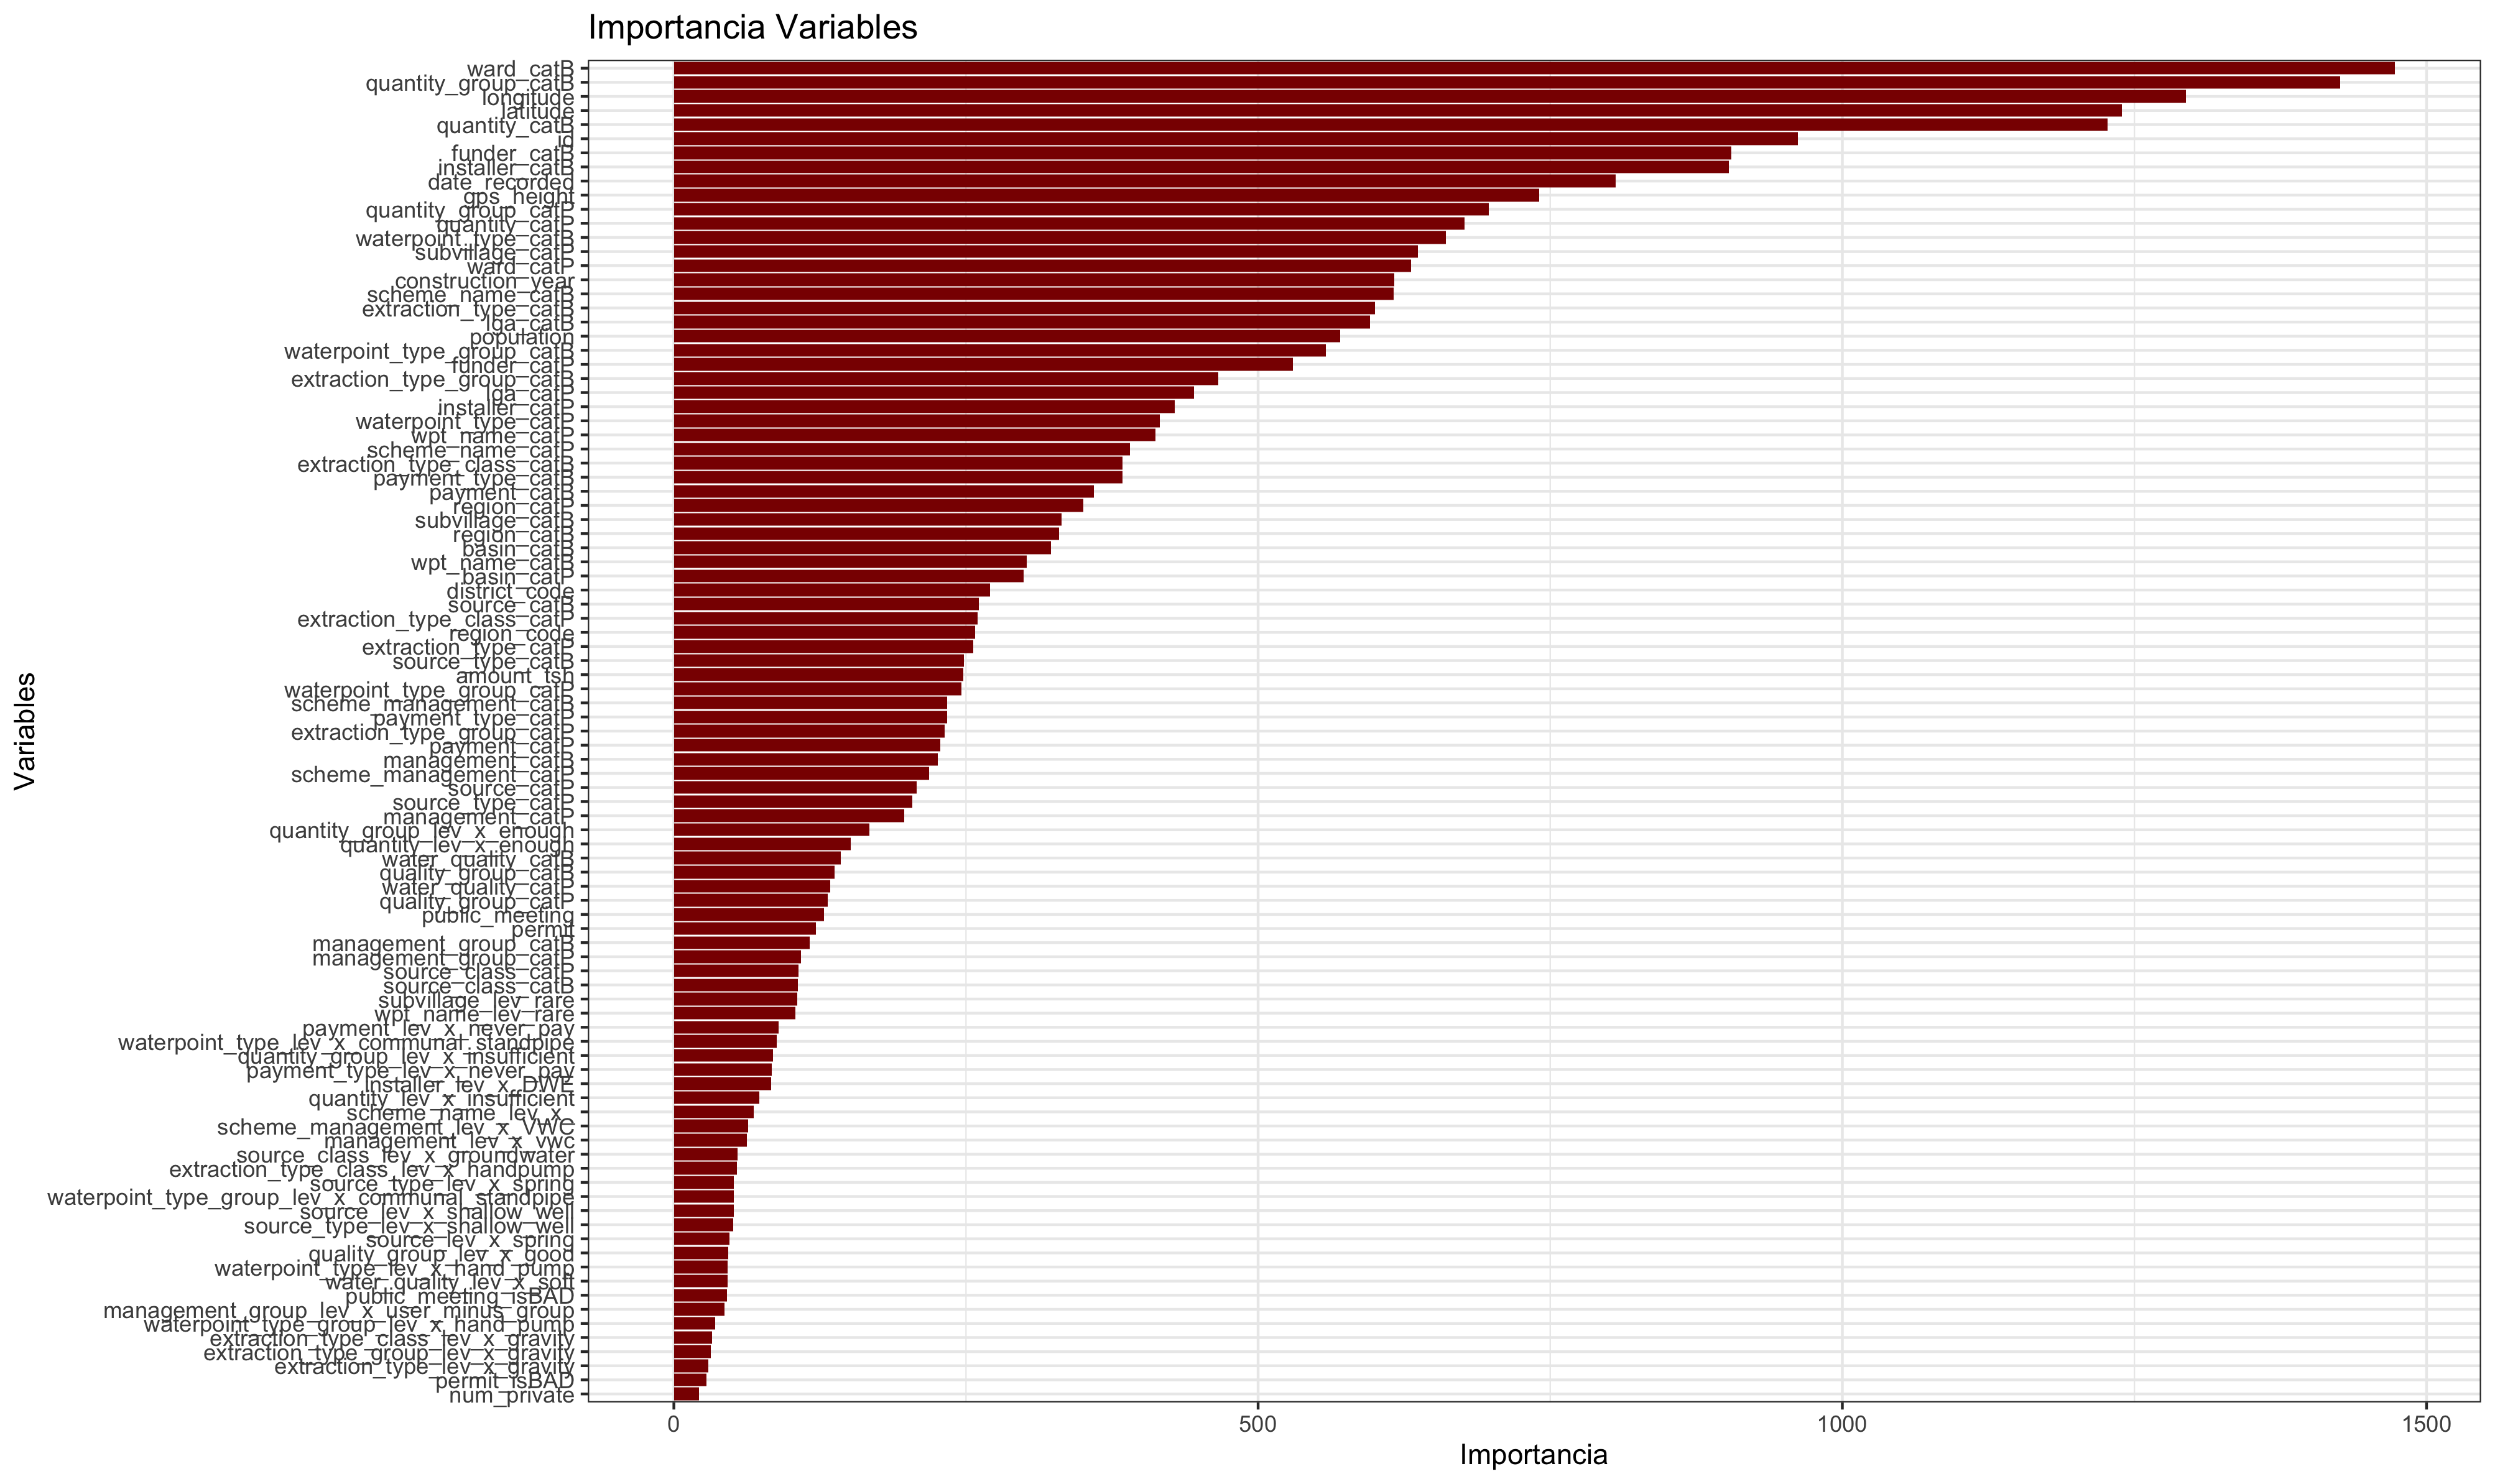 Importancia Variables
ward_catB
quantity_group_catB
longitude
latitude
quantity_catB
id
funder_catB
installer_catB
date_recorded
gps_height
quantity_group_catP
quantity_catP
waterpoint_type_catB
subvillage_catP
ward_catP
construction_year
scheme_name_catB
extraction_type_catB
lga_catB
population
waterpoint_type_group_catB
funder_catP
extraction_type_group_catB
lga_catP
installer_catP
waterpoint_type_catP
wpt_name_catP
scheme_name_catP
extraction_type_class_catB
payment_type_catB
payment_catB
region_catP
subvillage_catB
region_catB
basin_catB
wpt_name_catB
basin_catP
district_code
source_catB
extraction_type_class_catP
region_code
extraction_type_catP
source_type_catB
amount_tsh
waterpoint_type_group_catP
scheme_management_catB
payment_type_catP
extraction_type_group_catP
payment_catP
management_catB
scheme_management_catP
source_catP
source_type_catP
management_catP
quantity_group_lev_x_enough
quantity_lev_x_enough
water_quality_catB
quality_group_catB
water_quality_catP
quality_group_catP
public_meeting
permit
management_group_catB
management_group_catP
source_class_catP
source_class_catB
subvillage_lev_rare
wpt_name_lev_rare
payment_lev_x_never_pay
waterpoint_type_lev_x_communal_standpipe
quantity_group_lev_x_insufficient
payment_type_lev_x_never_pay
installer_lev_x_DWE
quantity_lev_x_insufficient
scheme_name_lev_x_
scheme_management_lev_x_VWC
management_lev_x_vwc
source_class_lev_x_groundwater
extraction_type_class_lev_x_handpump
source_type_lev_x_spring
waterpoint_type_group_lev_x_communal_standpipe
source_lev_x_shallow_well
source_type_lev_x_shallow_well
source_lev_x_spring
quality_group_lev_x_good
waterpoint_type_lev_x_hand_pump
water_quality_lev_x_soft
public_meeting_isBAD
management_group_lev_x_user_minus_group
waterpoint_type_group_lev_x_hand_pump
extraction_type_class_lev_x_gravity
extraction_type_group_lev_x_gravity
extraction_type_lev_x_gravity
permit_isBAD
num_private
Variables
0 500 1000 1500
Importancia